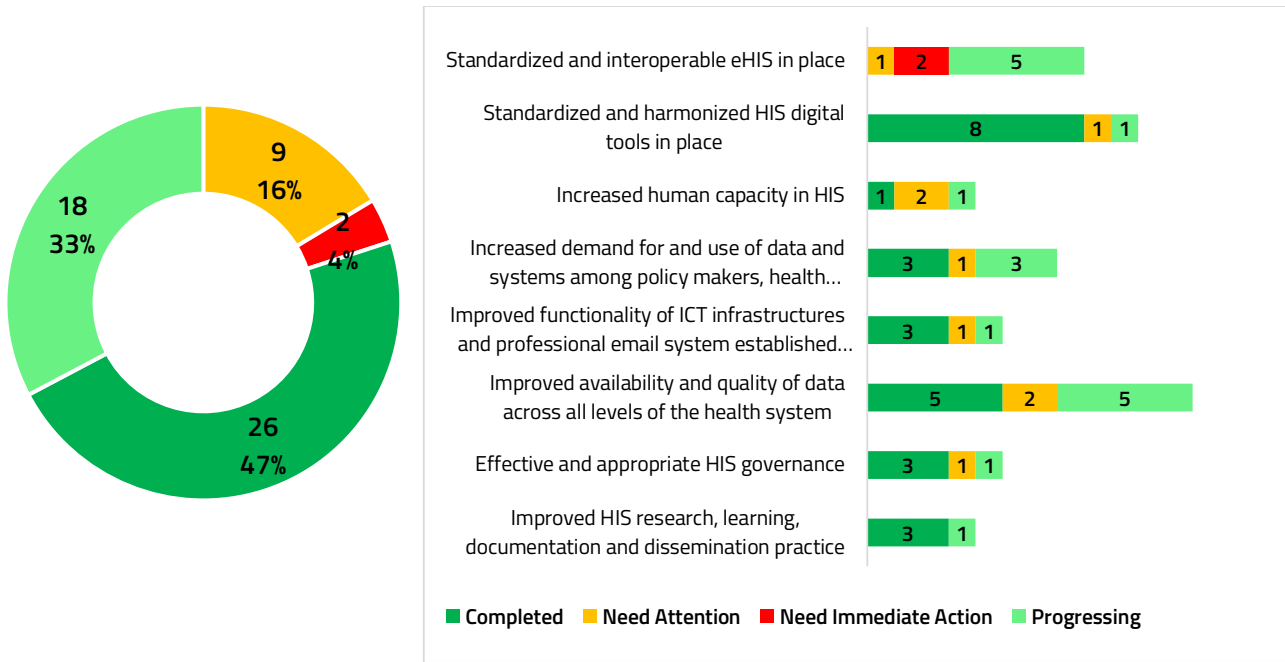 9
16%
2
4%
18
33%
26
47%
Standardized and interoperable eHIS in place
1 2 5
Standardized and harmonized HIS digital
tools in place
8 1 1
Increased human capacity in HIS
1 2 1
Increased demand for and use of data and
systems among policy makers, health...
3 1 3
Improved functionality of ICT infrastructures
and professional email system established...
3 1 1
Improved availability and quality of data
across all levels of the health system
5 2 5
Effective and appropriate HIS governance
3 1 1
Improved HIS research, learning,
documentation and dissemination practice
3 1
Completed Need Attention Need Immediate Action Progressing